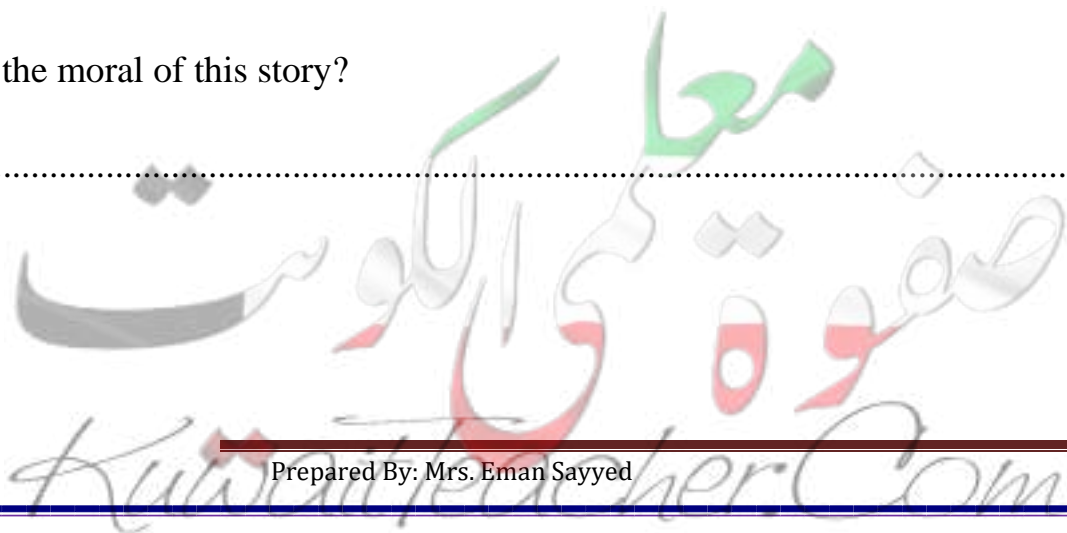 the moral of this story?
................................................................................
صفوة معلمي الكويت
Prepared By: Mrs. Eman Sayyed
KuwaitTeacher.Com